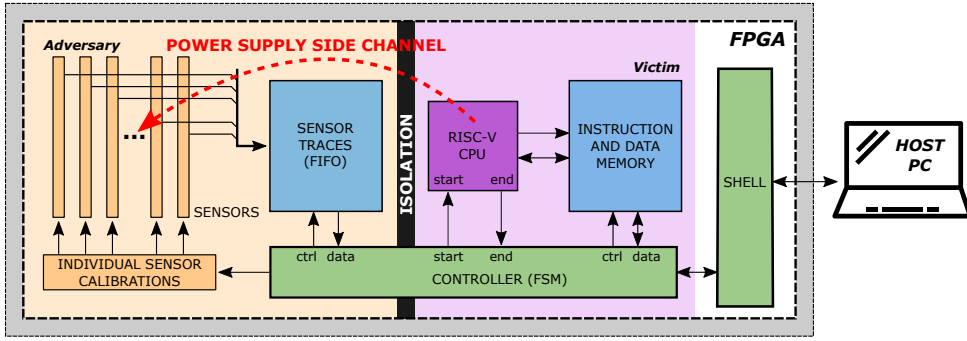 Adversary
POWER SUPPLY SIDE CHANNEL
FPGA
Victim
...
SENSOR
TRACES
(FIFO)
ISOLATION
RISC-V
CPU
start end
INSTRUCTION
AND DATA
MEMORY
SHELL
HOST
PC
SENSORS
INDIVIDUAL SENSOR
CALIBRATIONS
ctrl data
start end
ctrl data
CONTROLLER (FSM)